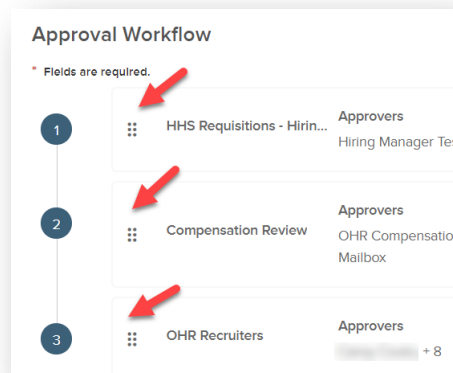 Approval Workflow
* Fields are required.
1
HHS Requisitions - Hirin...
Approvers
Hiring Manager Tes
2
Compensation Review
Approvers
OHR Compensatio
Mailbox
3
OHR Recruiters
Approvers
+ 8